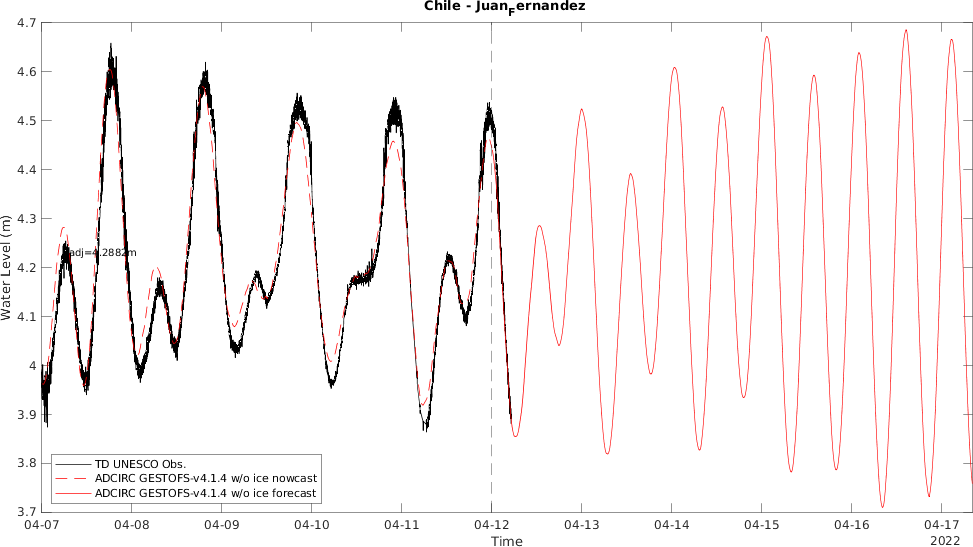 Chile - JuanFernandez
4.7
4.6
4.5
4.4
4.3
4.2
4.1
4
3.9
3.8
3.7
Water Level (m)
adj=4.2882m
TD UNESCO Obs.
ADCIRC GESTOFS-v4.1.4 w/o ice nowcast
ADCIRC GESTOFS-v4.1.4 w/o ice forecast
04-07 04-08 04-09 04-10 04-11 04-12 04-13 04-14 04-15 04-16 04-17
Time
2022